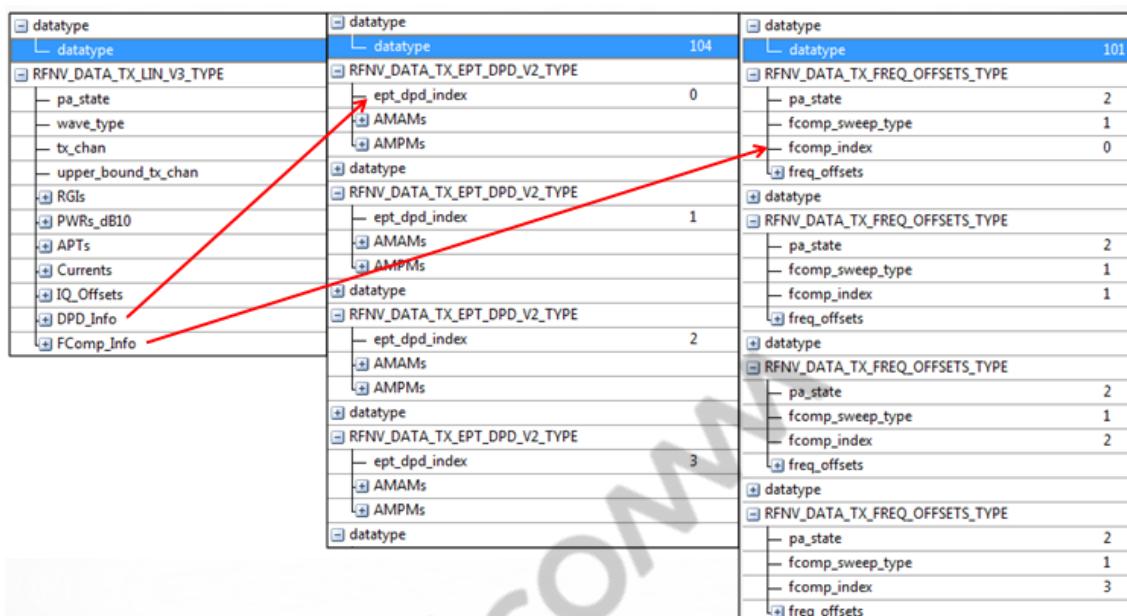 datatype
datatype
RFNV_DATA_TX_LIN_V3_TYPE
pa_state
wave_type
tx_chan
upper_bound_tx_chan
RGIs
PWRs_dB10
APTs
Currents
IQ_Offsets
DPD_Info
FComp_Info
datatype
datatype 104
RFNV_DATA_TX_EPT_DPD_V2_TYPE
ept_dpd_index 0
AMAMs
AMPMs
datatype
RFNV_DATA_TX_EPT_DPD_V2_TYPE
ept_dpd_index 1
AMAMs
AMPMs
datatype
RFNV_DATA_TX_EPT_DPD_V2_TYPE
ept_dpd_index 2
AMAMs
AMPMs
datatype
RFNV_DATA_TX_EPT_DPD_V2_TYPE
ept_dpd_index 3
AMAMs
AMPMs
datatype
datatype
datatype 101
RFNV_DATA_TX_FREQ_OFFSETS_TYPE
pa_state 2
fcomp_sweep_type 1
fcomp_index 0
freq_offsets
datatype
RFNV_DATA_TX_FREQ_OFFSETS_TYPE
pa_state 2
fcomp_sweep_type 1
fcomp_index 1
freq_offsets
datatype
RFNV_DATA_TX_FREQ_OFFSETS_TYPE
pa_state 2
fcomp_sweep_type 1
fcomp_index 2
freq_offsets
datatype
RFNV_DATA_TX_FREQ_OFFSETS_TYPE
pa_state 2
fcomp_sweep_type 1
fcomp_index 3
freq_offsets